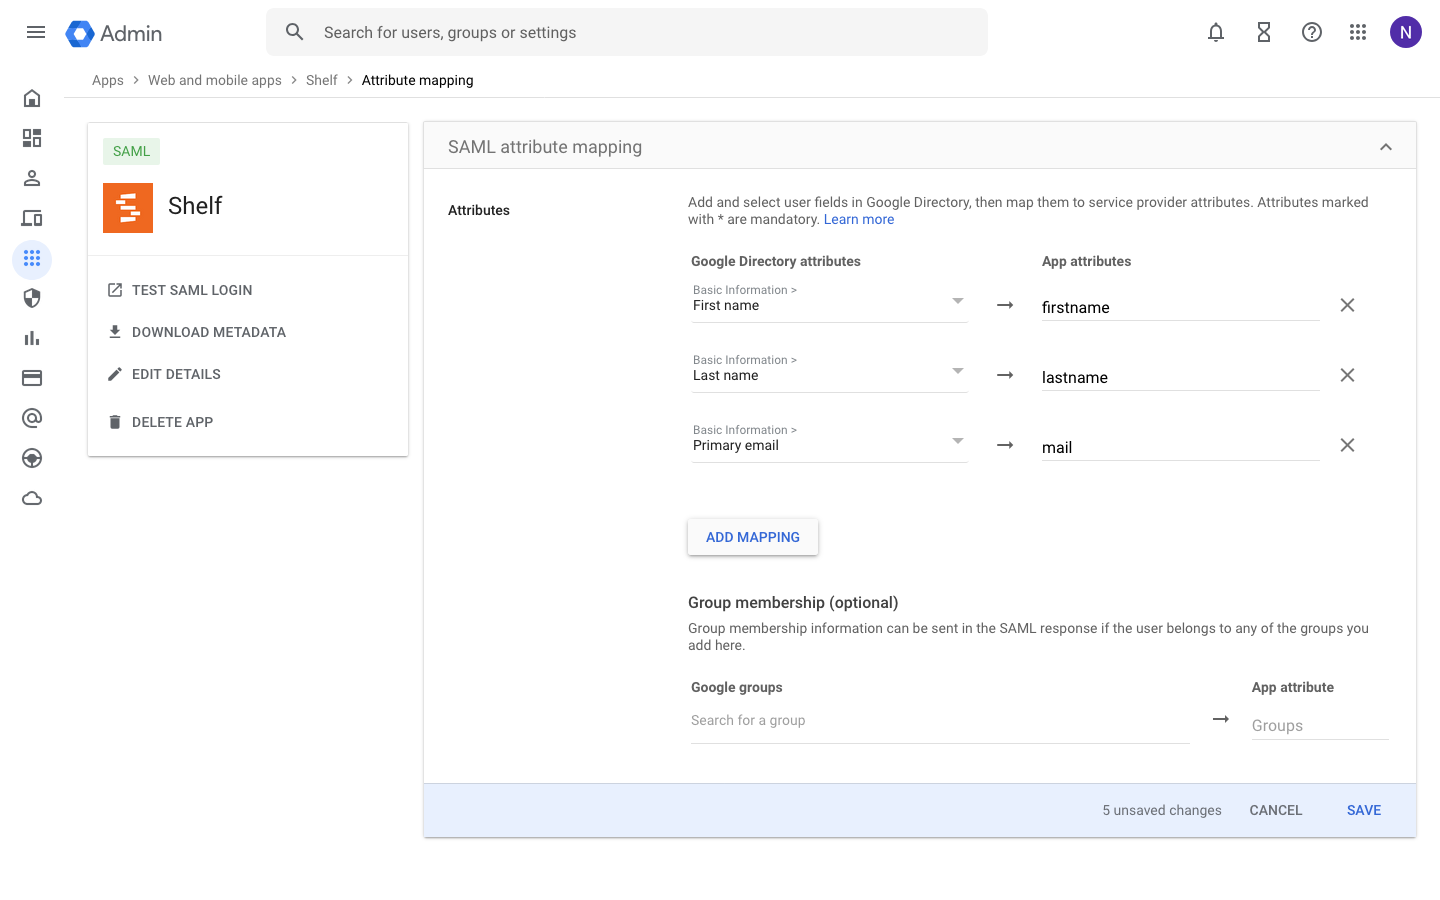 Admin
Search for users, groups or settings
N
Apps > Web and mobile apps > Shelf > Attribute mapping
SAML
Shelf
TEST SAML LOGIN
DOWNLOAD METADATA
EDIT DETAILS
DELETE APP
SAML attribute mapping
Attributes
Add and select user fields in Google Directory, then map them to service provider attributes. Attributes marked
with * are mandatory. Learn more
Google Directory attributes
App attributes
Basic Information >
First name
firstname
Basic Information >
Last name
lastname
Basic Information >
Primary email
mail
ADD MAPPING
Group membership (optional)
Group membership information can be sent in the SAML response if the user belongs to any of the groups you
add here.
Google groups
App attribute
Search for a group
Groups
5 unsaved changes
CANCEL
SAVE